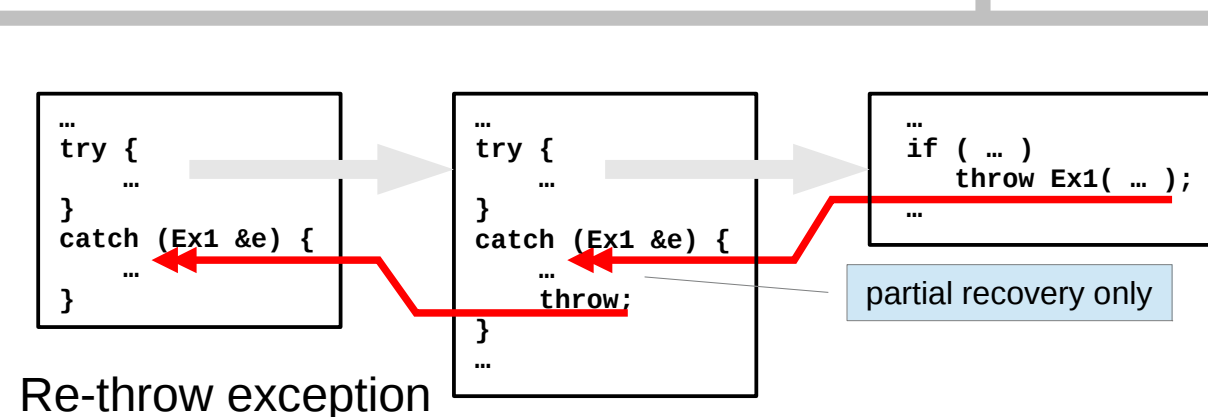 …
try {
    …
}
catch (Ex1 &e) {
    …
}
…
try {
    …
}
catch (Ex1 &e) {
    …
    throw;
}
…
…
if ( … )
   throw Ex1( … );
…
partial recovery only
Re-throw exception